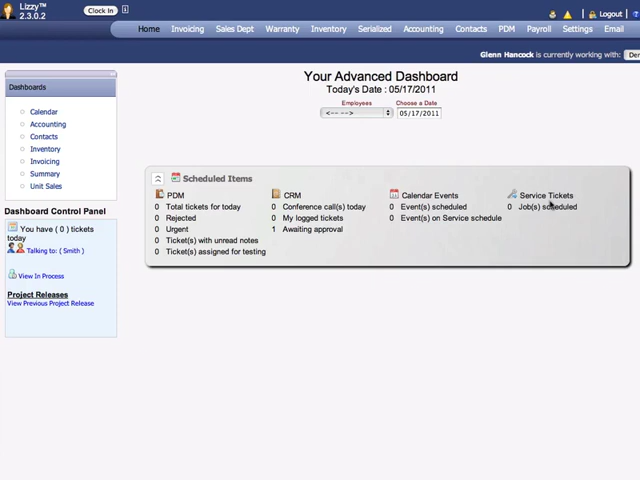 Lizzy™
2.3.0.2
Clock In
Logout
Home Invoicing Sales Dept Warranty Inventory Serialized Accounting Contacts PDM Payroll Settings Email
Glenn Hancock is currently working with:
Dashboards
Calendar
Accounting
Contacts
Inventory
Invoicing
Summary
Unit Sales
Dashboard Control Panel
You have ( 0 ) tickets
today
Talking to: ( Smith )
View In Process
Project Releases
View Previous Project Release
Your Advanced Dashboard
Today's Date : 05/17/2011
Employees Choose a Date
<-- --> 05/17/2011
Scheduled Items
PDM
0 Total tickets for today
0 Rejected
0 Urgent
0 Ticket(s) with unread notes
0 Ticket(s) assigned for testing
CRM
0 Conference call(s) today
0 My logged tickets
1 Awaiting approval
Calendar Events
0 Event(s) scheduled
0 Event(s) on Service schedule
Service Tickets
0 Job(s) scheduled